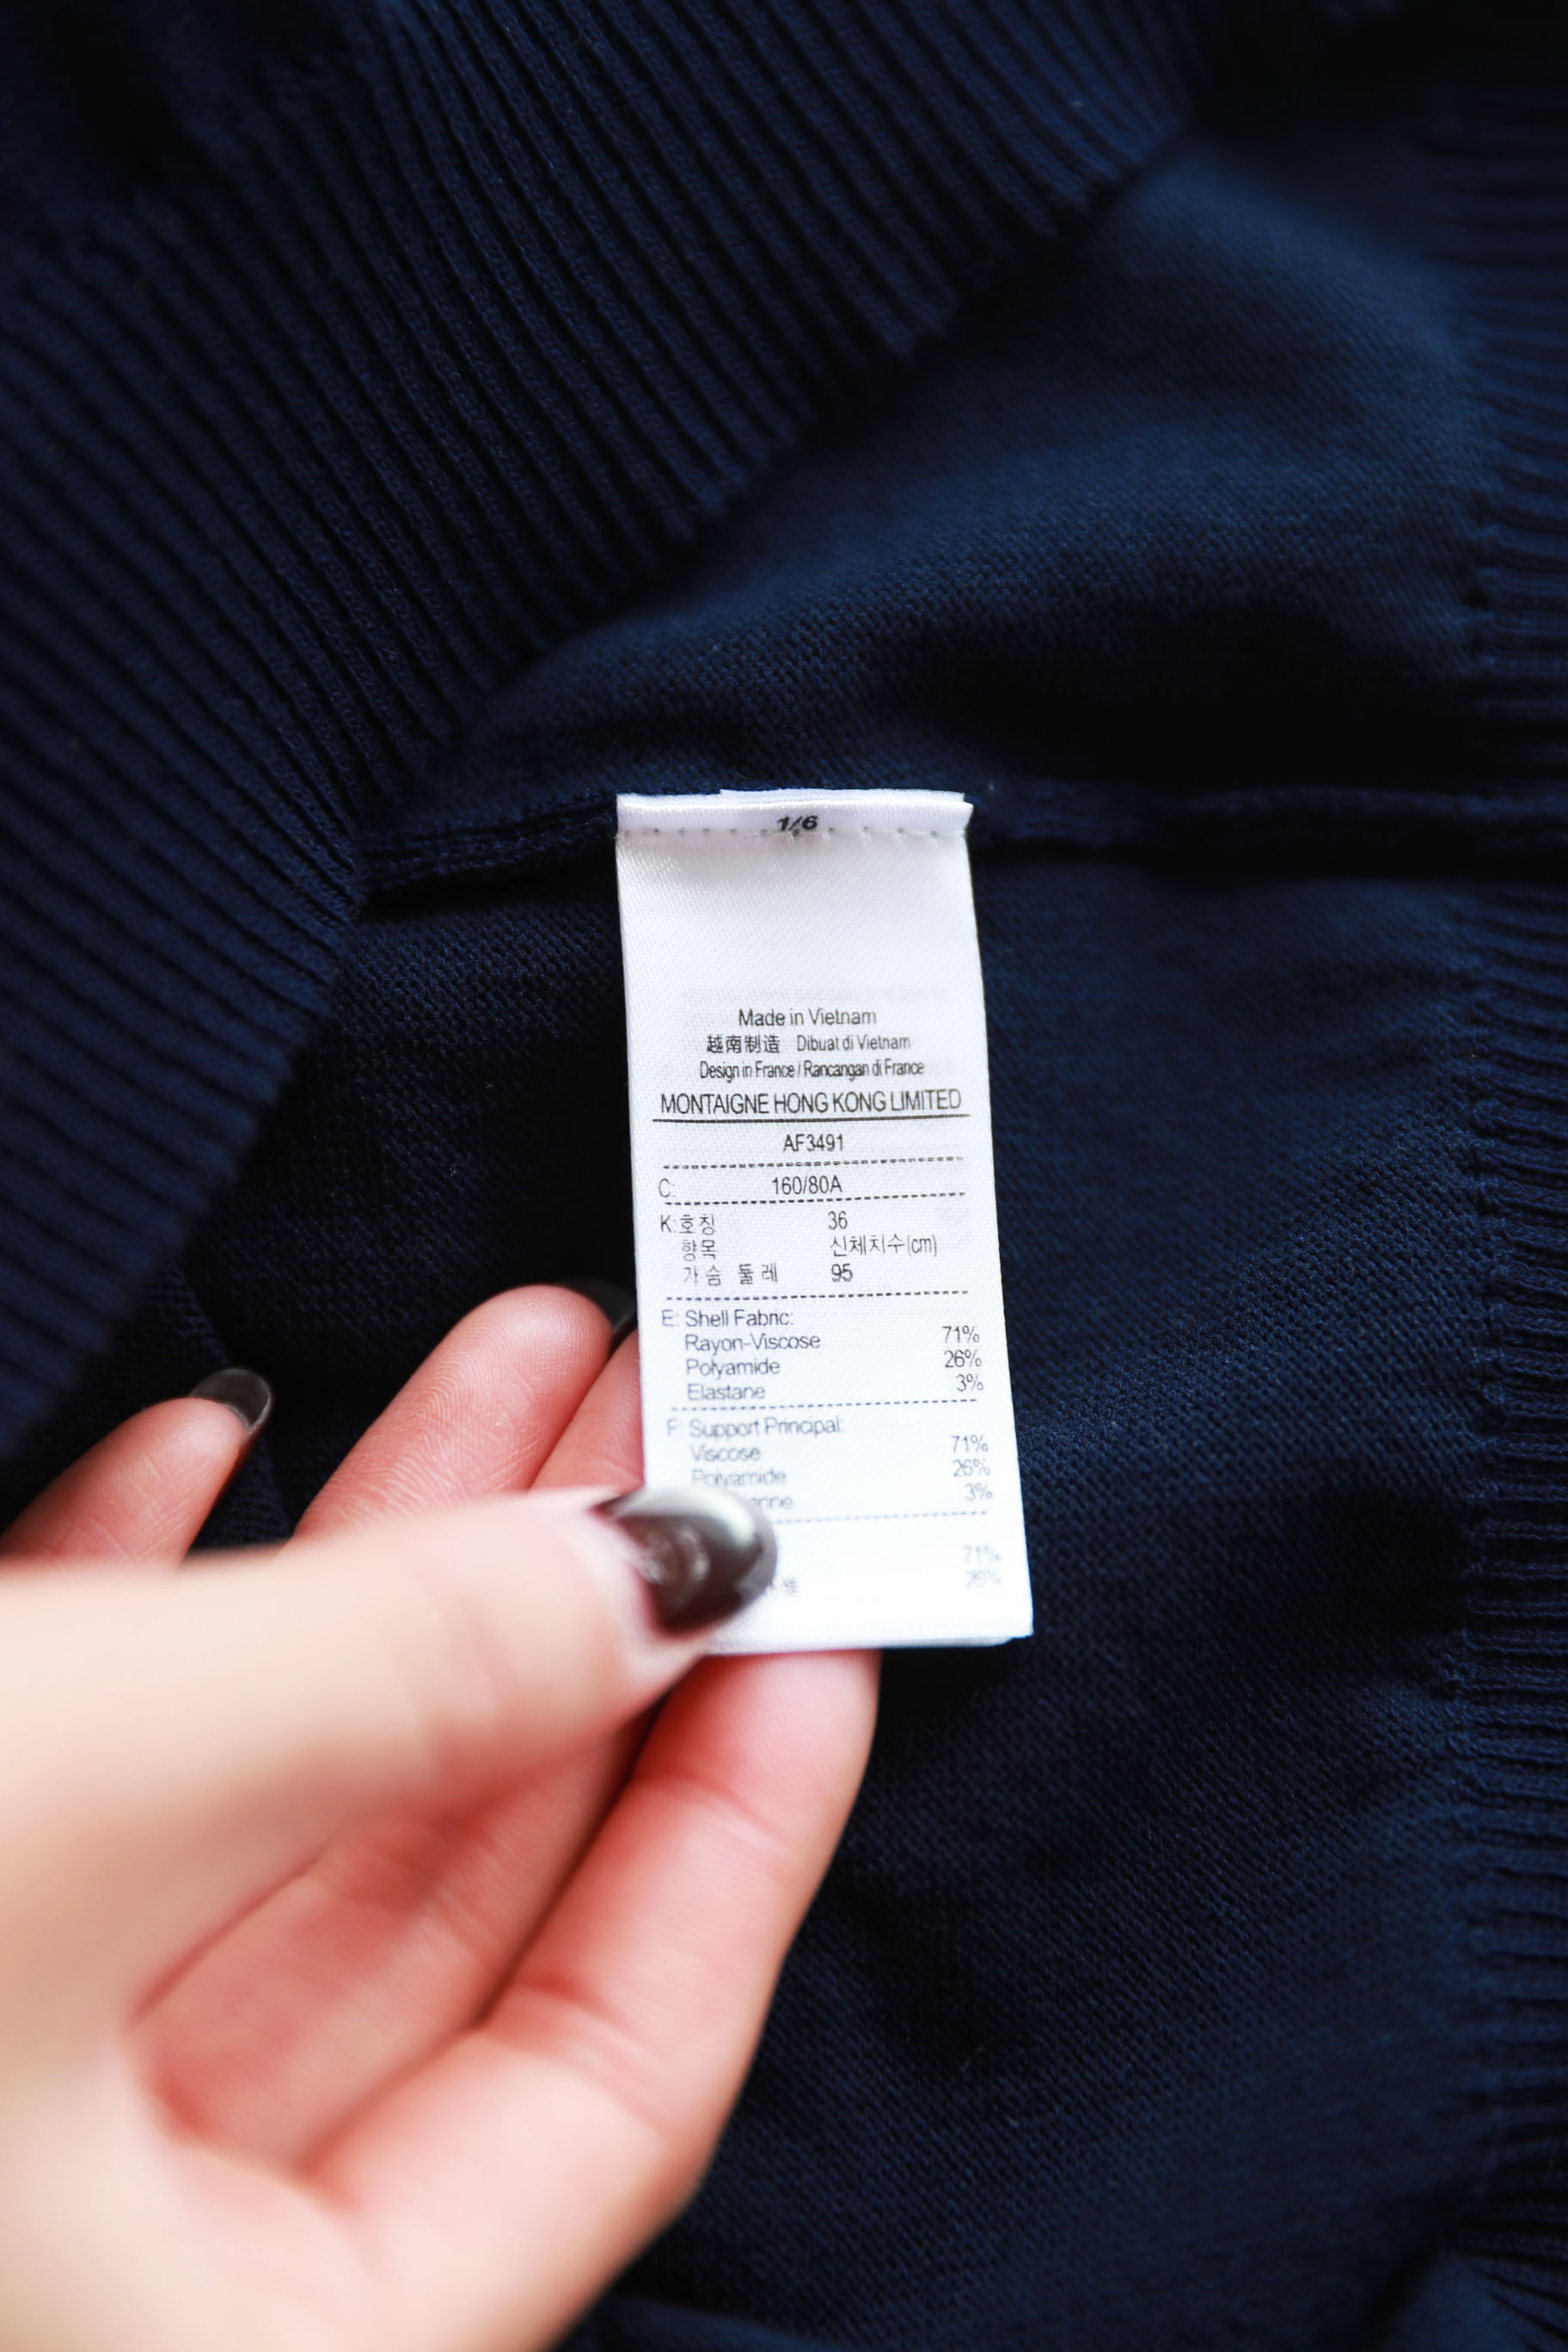 1/6
Made in Vietnam
越南制造 Dibuat di Vietnam
Design in France / Rancangan di France
MONTAIGNE HONG KONG LIMITED
AF3491
C: 160/80A
K: 호칭 36
항목 신체치수(cm)
가슴 둘레 95
E: Shell Fabric:
Rayon-Viscose 71%
Polyamide 26%
Elastane 3%
F: Support Principal:
Viscose 71%
Polyamide 26%
3%
71%
26%